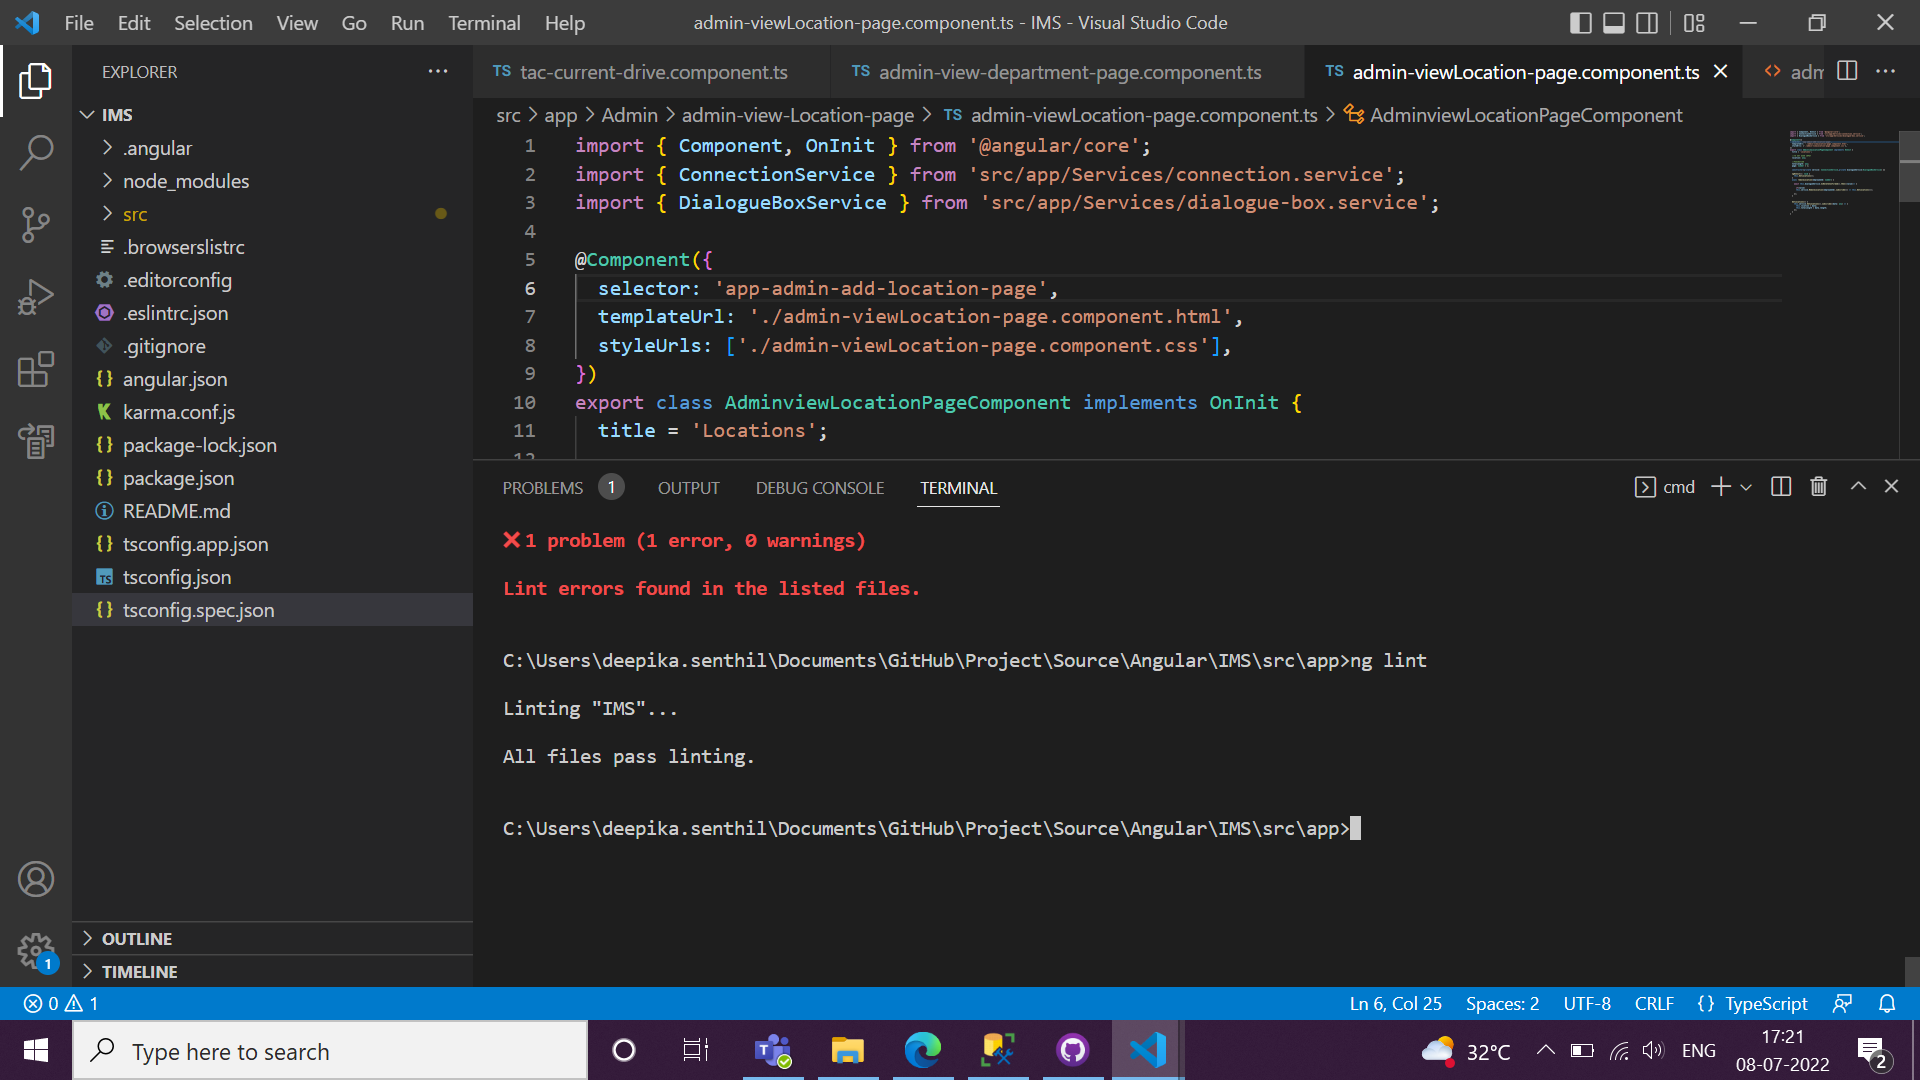 File Edit Selection View Go Run Terminal Help
admin-viewLocation-page.component.ts - IMS - Visual Studio Code
EXPLORER
IMS
.angular
node_modules
src
.browserslistrc
.editorconfig
.eslintrc.json
.gitignore
angular.json
karma.conf.js
package-lock.json
package.json
README.md
tsconfig.app.json
tsconfig.json
tsconfig.spec.json
OUTLINE
TIMELINE
TS tac-current-drive.component.ts TS admin-view-department-page.component.ts TS admin-viewLocation-page.component.ts adm
src > app > Admin > admin-view-Location-page > TS admin-viewLocation-page.component.ts > AdminviewLocationPageComponent
1 import { Component, OnInit } from '@angular/core';
2 import { ConnectionService } from 'src/app/Services/connection.service';
3 import { DialogueBoxService } from 'src/app/Services/dialogue-box.service';
4
5 @Component({
6 selector: 'app-admin-add-location-page',
7 templateUrl: './admin-viewLocation-page.component.html',
8 styleUrls: ['./admin-viewLocation-page.component.css'],
9 })
10 export class AdminviewLocationPageComponent implements OnInit {
11 title = 'Locations';
12
PROBLEMS 1 OUTPUT DEBUG CONSOLE TERMINAL
cmd
1 problem (1 error, 0 warnings)
Lint errors found in the listed files.
C:\Users\deepika.senthil\Documents\GitHub\Project\Source\Angular\IMS\src\app>ng lint
Linting "IMS"...
All files pass linting.
C:\Users\deepika.senthil\Documents\GitHub\Project\Source\Angular\IMS\src\app>
1
0 1
Ln 6, Col 25 Spaces: 2 UTF-8 CRLF {} TypeScript
Type here to search
32°C
ENG
17:21
08-07-2022
2